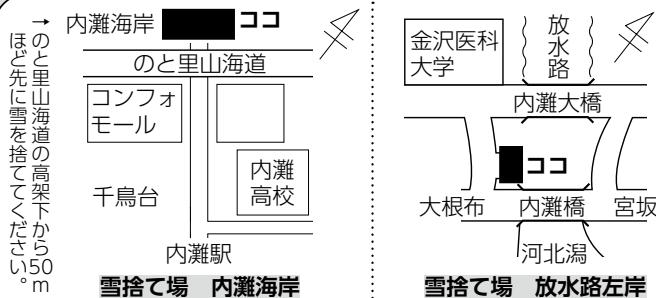 →のと里山海道の高架下から50m
ほど先に雪を捨ててください。
内灘海岸
ココ
のと里山海道
コンフォ
モール
内灘
高校
千鳥台
内灘駅
雪捨て場 内灘海岸
金沢医科
大学
放水路
内灘大橋
ココ
大根布
内灘橋
宮坂
河北潟
雪捨て場 放水路左岸